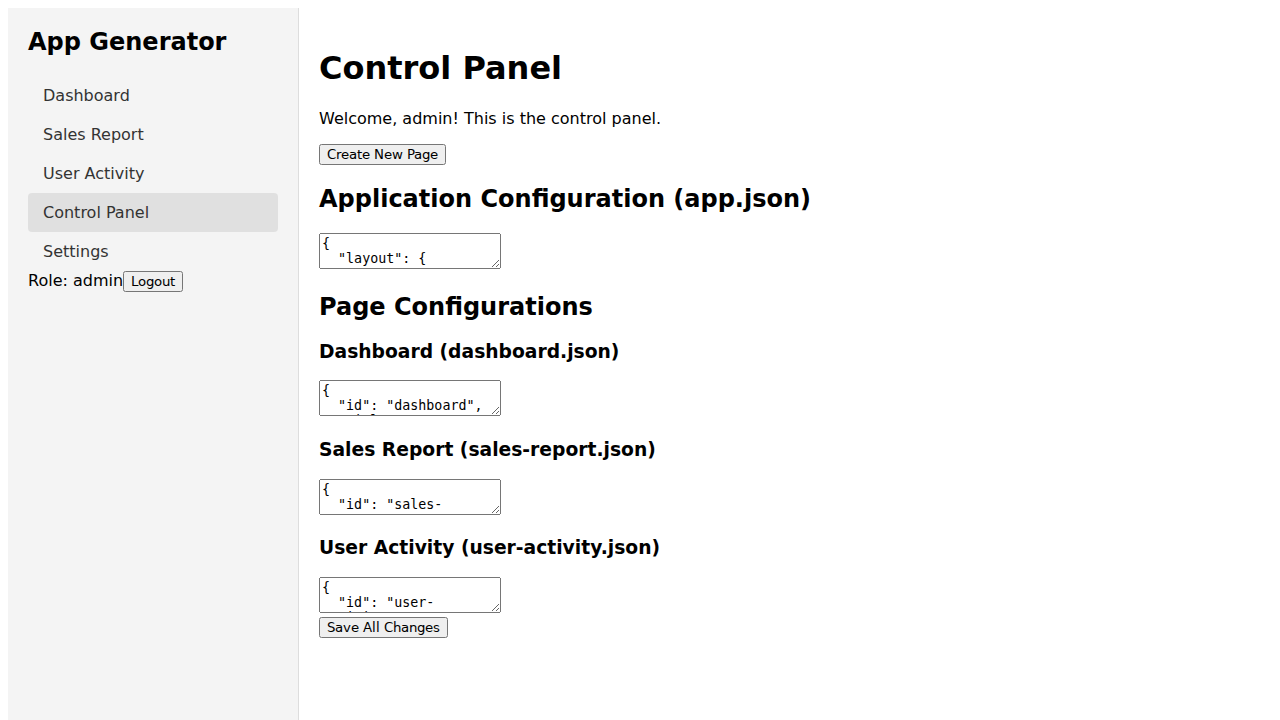 App Generator
Dashboard
Sales Report
User Activity
Control Panel
Settings
Role: admin Logout
Control Panel
Welcome, admin! This is the control panel.
Create New Page
Application Configuration (app.json)
{
  "layout": {
Page Configurations
Dashboard (dashboard.json)
{
  "id": "dashboard",
Sales Report (sales-report.json)
{
  "id": "sales-
User Activity (user-activity.json)
{
  "id": "user-
Save All Changes